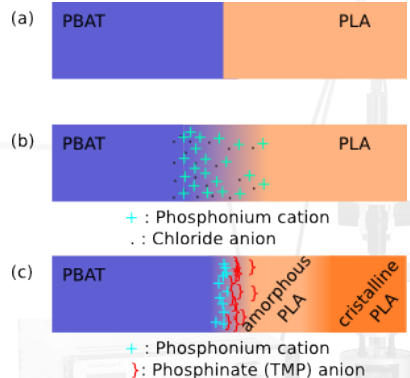 (a) PBAT PLA
(b) PBAT PLA
+ : Phosphonium cation
. : Chloride anion
(c) PBAT amorphous PLA cristalline PLA
+ : Phosphonium cation
}: Phosphinate (TMP) anion